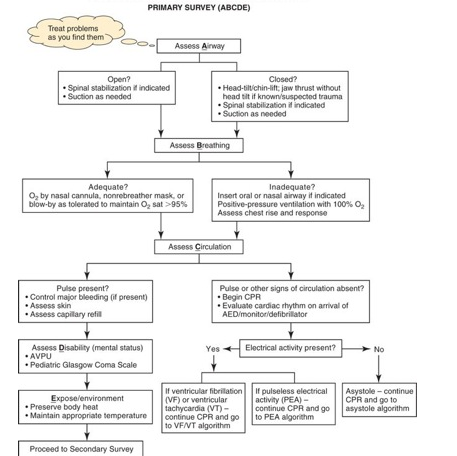 PRIMARY SURVEY (ABCDE)
Treat problems
as you find them
Assess Airway
Open?
• Spinal stabilization if indicated
• Suction as needed
Closed?
• Head-tilt/chin-lift; jaw thrust without
head tilt if known/suspected trauma
• Spinal stabilization if indicated
• Suction as needed
Assess Breathing
Adequate?
O2 by nasal cannula, nonrebreather mask, or
blow-by as tolerated to maintain O2 sat >95%
Inadequate?
Insert oral or nasal airway if indicated
Positive-pressure ventilation with 100% O2
Assess chest rise and response
Assess Circulation
Pulse present?
• Control major bleeding (if present)
• Assess skin
• Assess capillary refill
Pulse or other signs of circulation absent?
• Begin CPR
• Evaluate cardiac rhythm on arrival of
AED/monitor/defibrillator
Assess Disability (mental status)
• AVPU
• Pediatric Glasgow Coma Scale
Yes
Electrical activity present?
No
Expose/environment
• Preserve body heat
• Maintain appropriate temperature
If ventricular fibrillation
(VF) or ventricular
tachycardia (VT) –
continue CPR and go
to VF/VT algorithm
If pulseless electrical
activity (PEA) –
continue CPR and go
to PEA algorithm
Asystole – continue
CPR and go to
asystole algorithm
Proceed to Secondary Survey